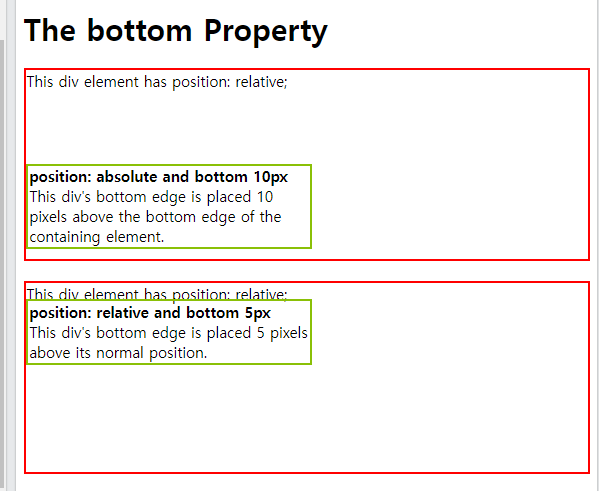 The bottom Property
This div element has position: relative;
position: absolute and bottom 10px
This div's bottom edge is placed 10
pixels above the bottom edge of the
containing element.
This div element has position: relative;
position: relative and bottom 5px
This div's bottom edge is placed 5 pixels
above its normal position.